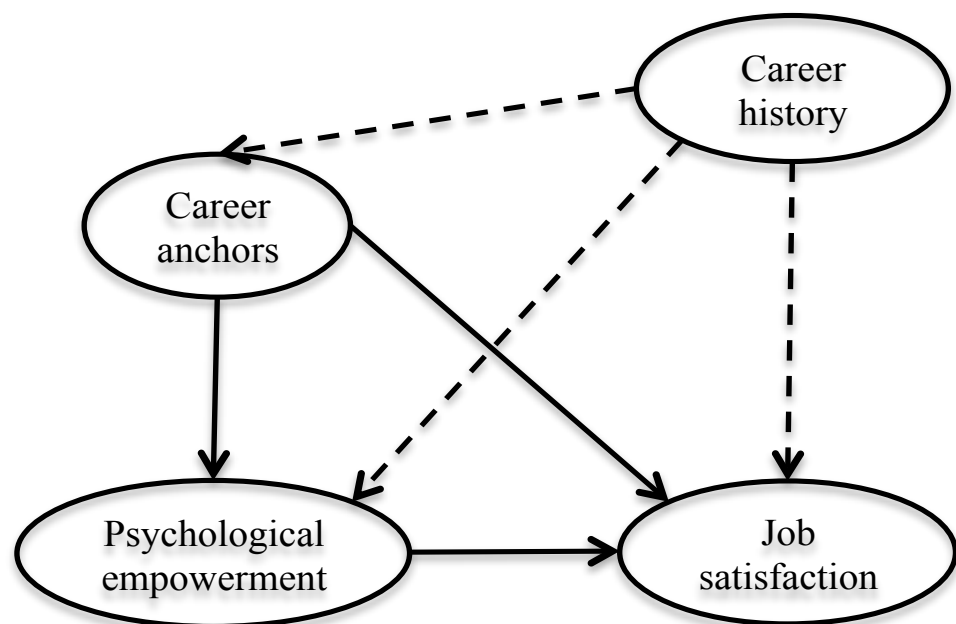 Career
history
Career
anchors
Psychological
empowerment
Job
satisfaction